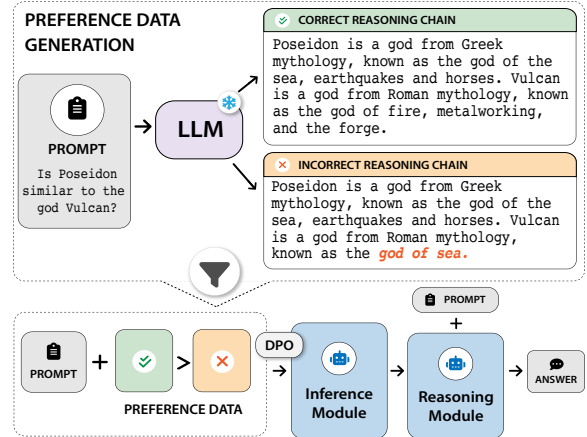 PREFERENCE DATA
GENERATION
PROMPT
Is Poseidon
similar to the
god Vulcan?
LLM
CORRECT REASONING CHAIN
Poseidon is a god from Greek
mythology, known as the god of the
sea, earthquakes and horses. Vulcan
is a god from Roman mythology, known
as the god of fire, metalworking,
and the forge.
INCORRECT REASONING CHAIN
Poseidon is a god from Greek
mythology, known as the god of the
sea, earthquakes and horses. Vulcan
is a god from Roman mythology,
known as the god of sea.
PROMPT
+
>
PREFERENCE DATA
DPO
Inference
Module
PROMPT
+
Reasoning
Module
ANSWER